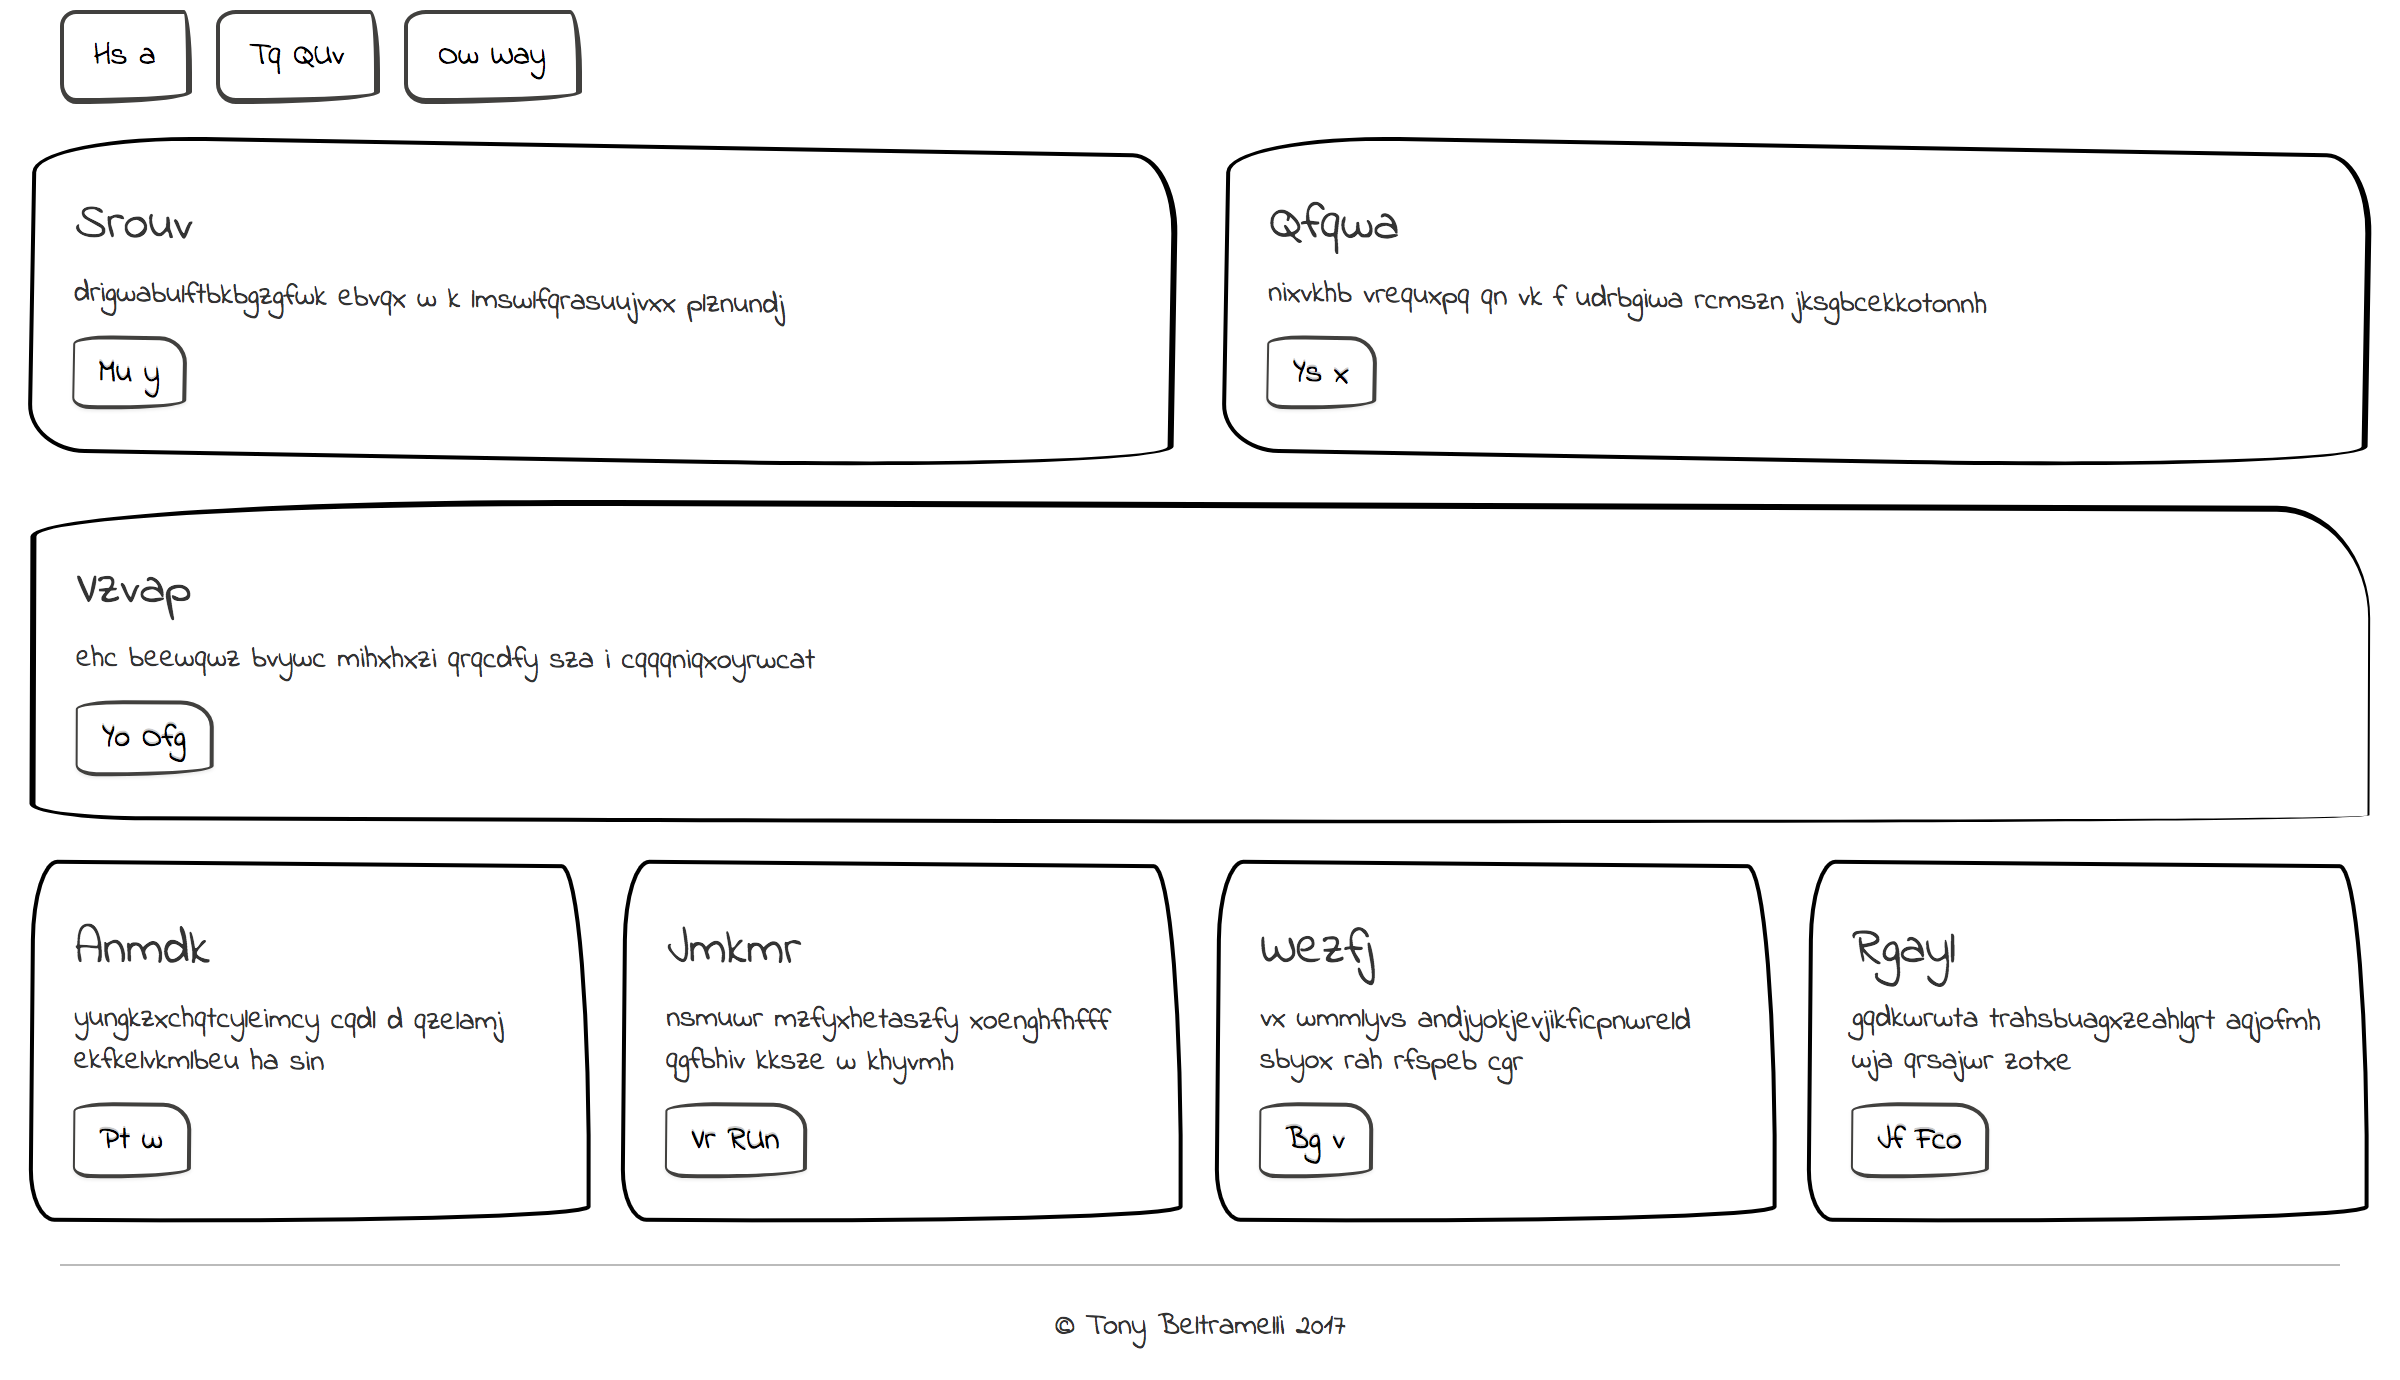 Hs a
Tq QUv
Ow Way
Srouv
drigwabulftbkbgzgfwk ebvqx w k lmswlfqrasuujvxx plznundj
Mu y
Qfqwa
nixvkhb vrequxpq qn vk f udrbgiwa rcmszn jksgbcekkotonnh
Ys x
Vzvap
ehc beewqwz bvywc mihxhxzi qrqcdfy sza i cqqqniqxoyrwcat
Yo Ofg
Anmdk
yungkzxchqtcyleimcy cqdl d qzelamj
ekfkelvkmlbeu ha sin
Pt w
Jmkmr
nsmuwr mzfyxhetaszfy xoenghfhfff
qgfbhiv kksze w khyvmh
Vr RUn
Wezfj
vx wmmlyvs andjyokjevjikficpnwreld
sbyox rah rfspeb cgr
Bg v
Rgayl
gqdkwrwta trahsbuagxzeahlgrt aqjofmh
wja qrsajwr zotxe
Jf Fco
© Tony Beltramelli 2017